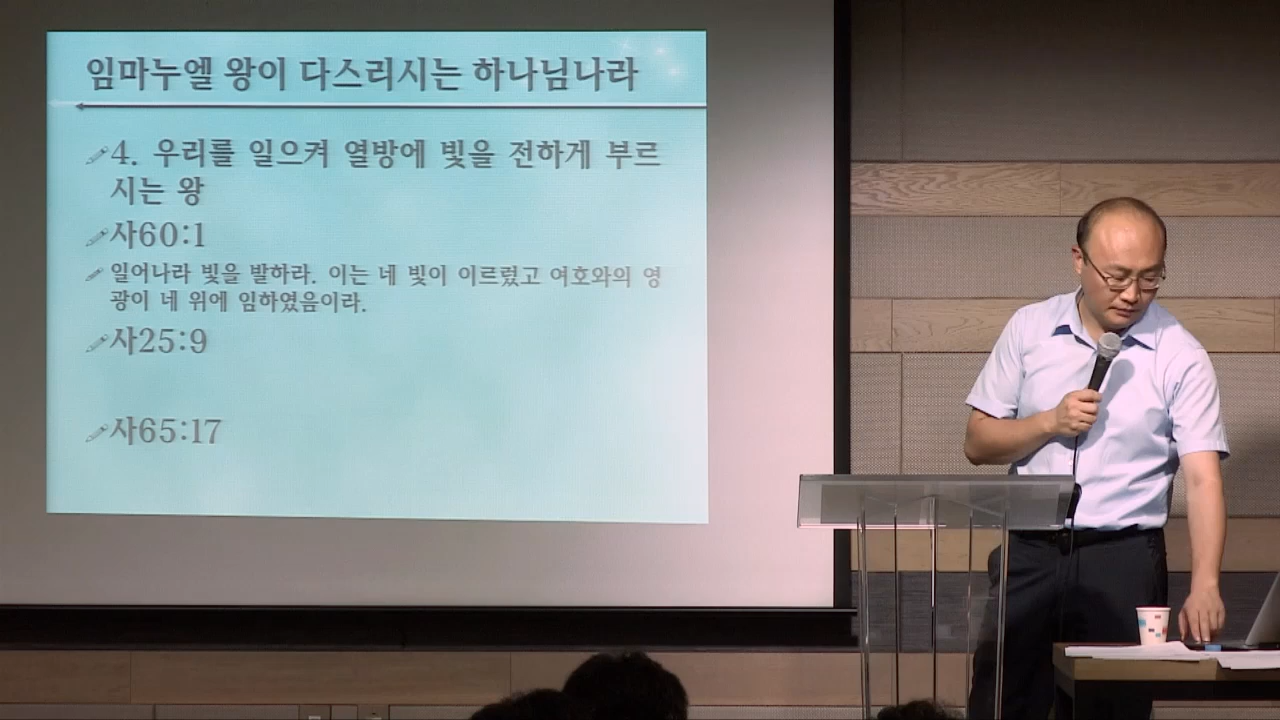 임마누엘 왕이 다스리시는 하나님나라
4. 우리를 일으켜 열방에 빛을 전하게 부르
시는 왕
사60:1
일어나라 빛을 발하라. 이는 네 빛이 이르렀고 여호와의 영
광이 네 위에 임하였음이라.
사25:9
사65:17